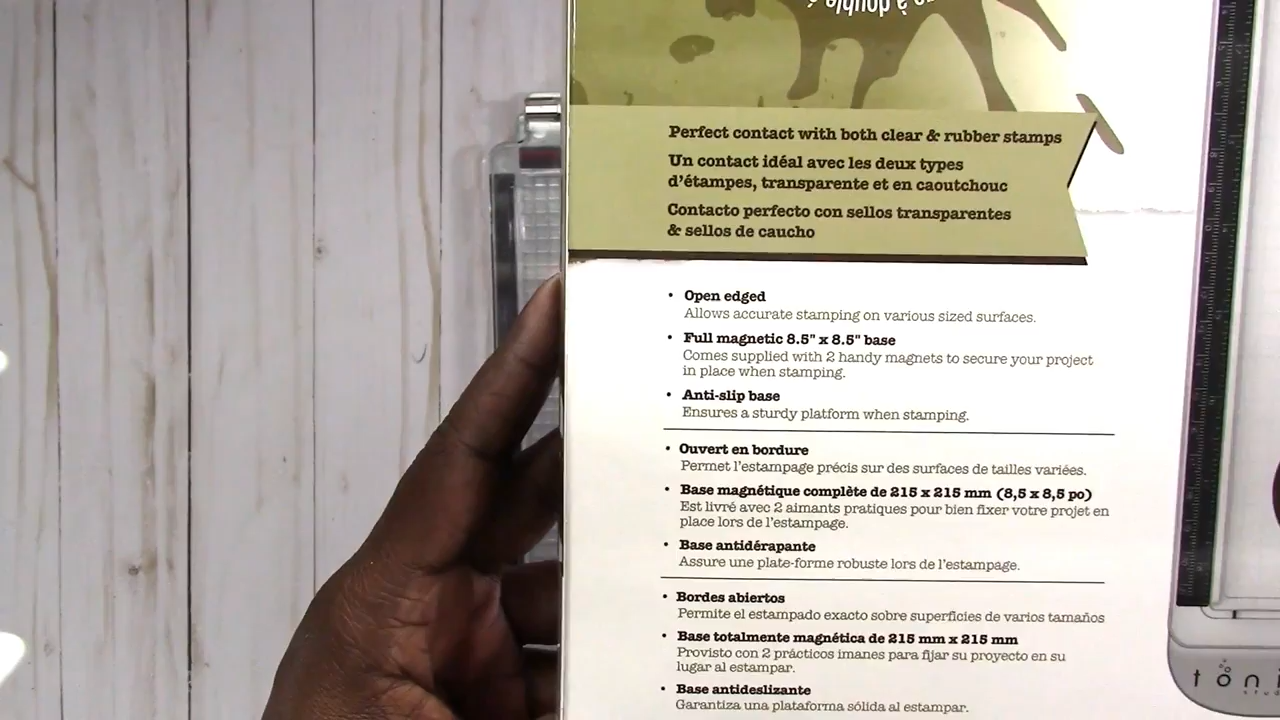 à double
Perfect contact with both clear & rubber stamps
Un contact idéal avec les deux types
d'étampes, transparente et en caoutchouc
Contacto perfecto con sellos transparentes
& sellos de caucho
• Open edged
Allows accurate stamping on various sized surfaces.
• Full magnetic 8.5" x 8.5" base
Comes supplied with 2 handy magnets to secure your project
in place when stamping.
• Anti-slip base
Ensures a sturdy platform when stamping.
• Ouvert en bordure
Permet l'estampage précis sur des surfaces de tailles variées.
• Base magnétique complète de 215 x 215 mm (8,5 x 8,5 po)
Est livré avec 2 aimants pratiques pour bien fixer votre projet en
place lors de l'estampage.
• Base antidérapante
Assure une plate-forme robuste lors de l'estampage.
• Bordes abiertos
Permite el estampado exacto sobre superficies de varios tamaños
• Base totalmente magnética de 215 mm x 215 mm
Provisto con 2 prácticos imanes para fijar su proyecto en su
lugar al estampar.
• Base antideslizante
Garantiza una plataforma sólida al estampar.